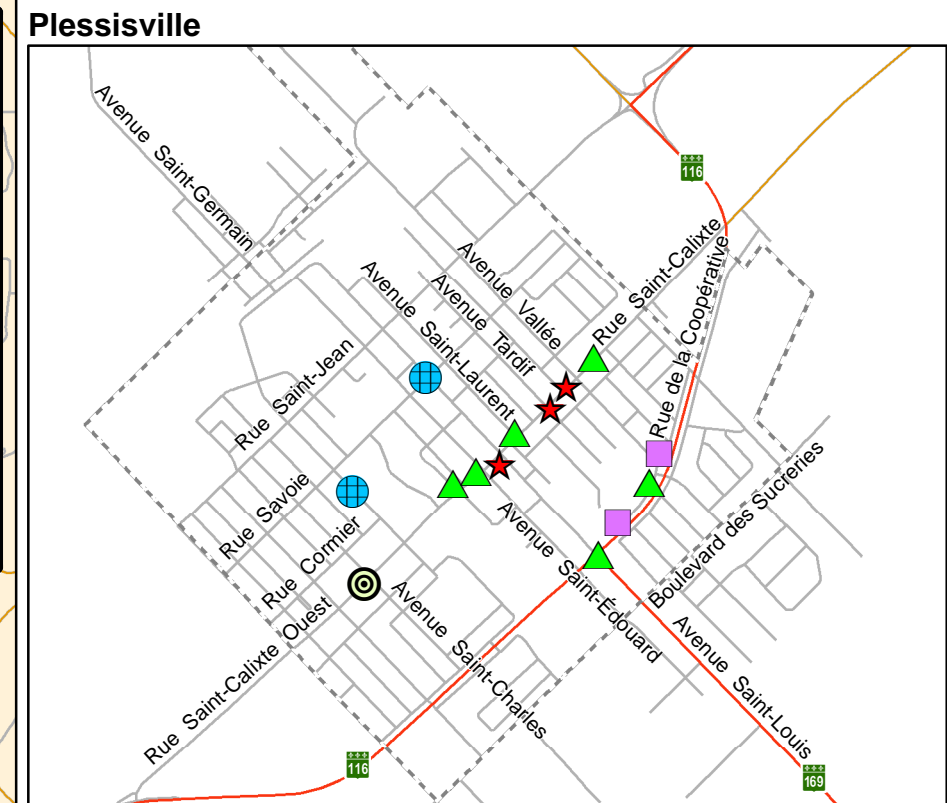 Plessisville
Avenue Saint-Germain
116
Rue Saint-Calixte
Rue de la Coopérative
Avenue Vallée
Avenue Tardif
Avenue Saint-Laurent
Rue Saint-Jean
Rue Savoie
Rue Cormier
Rue Saint-Calixte Ouest
Avenue Saint-Charles
Avenue Saint-Édouard
Boulevard des Sucreries
Avenue Saint-Louis
116
169